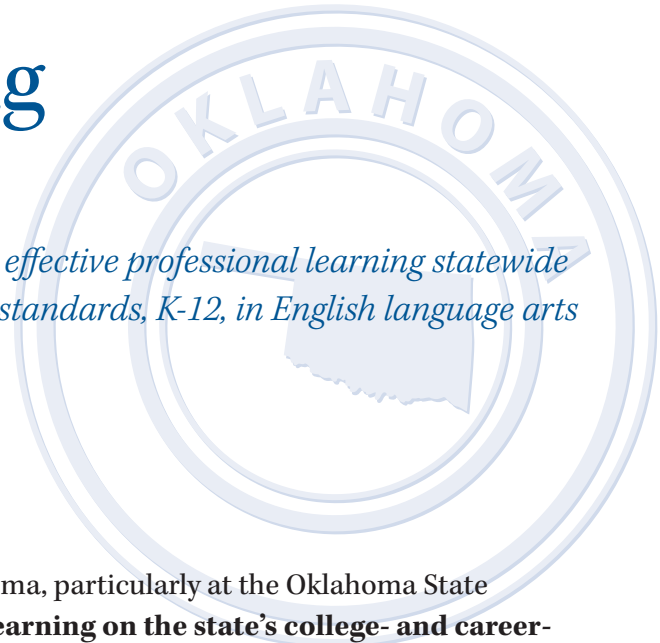 g
OKLAHOMA
effective professional learning statewide
standards, K-12, in English language arts
ma, particularly at the Oklahoma State
earning on the state’s college- and career-